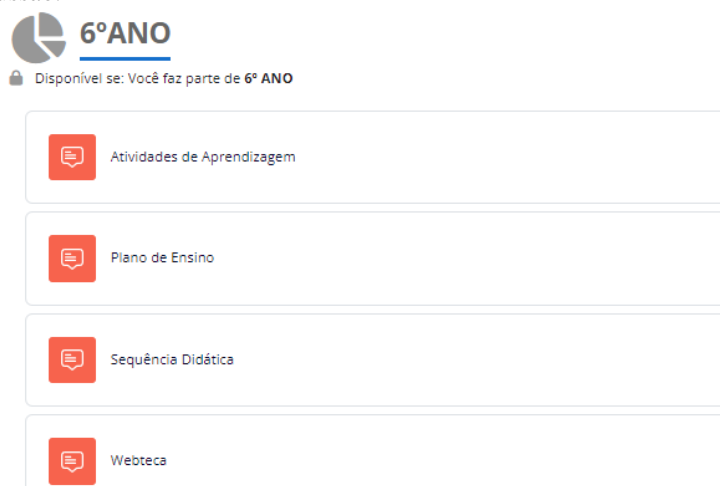 6ºANO
Disponível se: Você faz parte de 6º ANO
Atividades de Aprendizagem
Plano de Ensino
Sequência Didática
Webteca